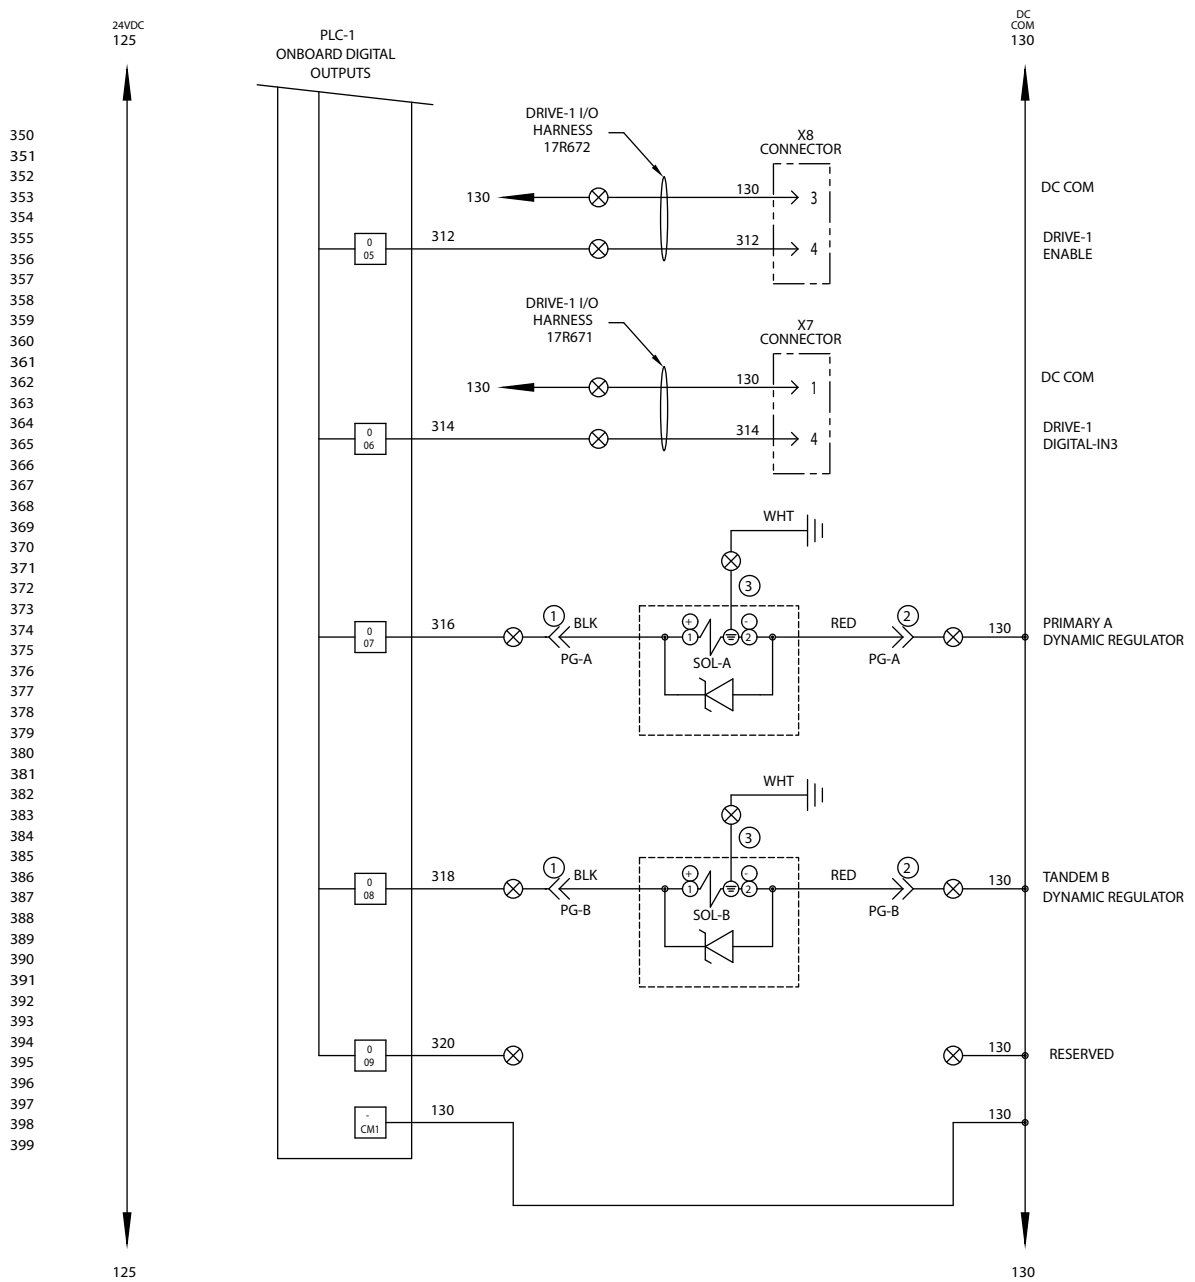 24VDC
125
PLC-1
ONBOARD DIGITAL
OUTPUTS
DC
COM
130
350
351
352
353
354
355
356
357
358
359
360
361
362
363
364
365
366
367
368
369
370
371
372
373
374
375
376
377
378
379
380
381
382
383
384
385
386
387
388
389
390
391
392
393
394
395
396
397
398
399
DRIVE-1 I/O
HARNESS
17R672
X8
CONNECTOR
130
130
3
DC COM
0
05
312
312
4
DRIVE-1
ENABLE
DRIVE-1 I/O
HARNESS
17R671
X7
CONNECTOR
130
130
1
DC COM
0
06
314
314
4
DRIVE-1
DIGITAL-IN3
WHT
3
0
07
316
1
BLK
PG-A
+
1
-
2
SOL-A
RED
2
PG-A
130
PRIMARY A
DYNAMIC REGULATOR
WHT
3
0
08
318
1
BLK
PG-B
+
1
-
2
SOL-B
RED
2
PG-B
130
TANDEM B
DYNAMIC REGULATOR
0
09
320
130
RESERVED
-
CM1
130
130
125
130